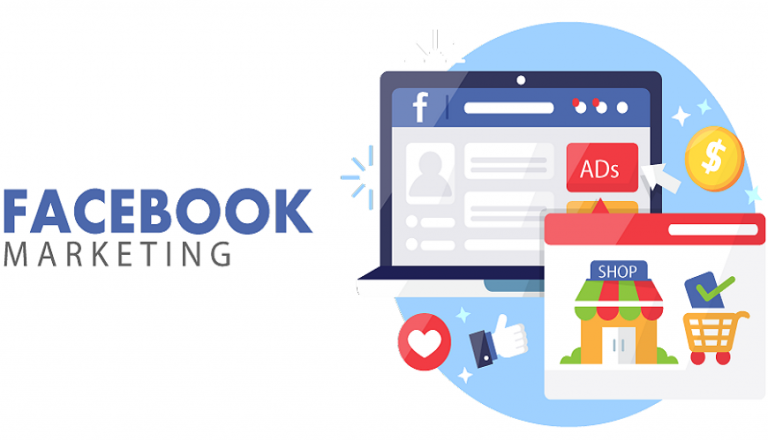 FACEBOOK
MARKETING
f
ADs
$
SHOP